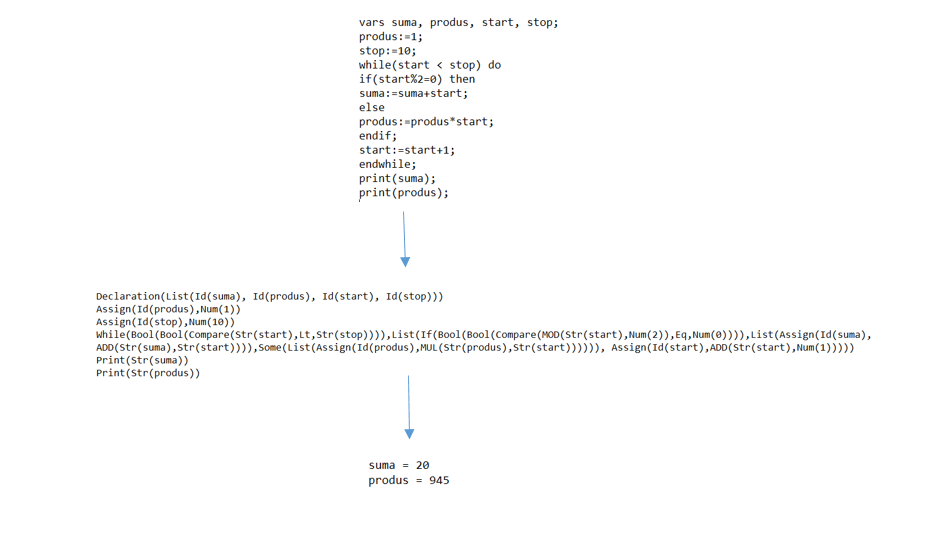 vars suma, produs, start, stop;
produs:=1;
stop:=10;
while(start < stop) do
if(start%2=0) then
suma:=suma+start;
else
produs:=produs*start;
endif;
start:=start+1;
endwhile;
print(suma);
print(produs);
Declaration(List(Id(suma), Id(produs), Id(start), Id(stop)))
Assign(Id(produs),Num(1))
Assign(Id(stop),Num(10))
While(Bool(Bool(Compare(Str(start),Lt,Str(stop)))),List(If(Bool(Bool(Compare(MOD(Str(start),Num(2)),Eq,Num(0)))),List(Assign(Id(suma),
ADD(Str(suma),Str(start)))),Some(List(Assign(Id(produs),MUL(Str(produs),Str(start)))))), Assign(Id(start),ADD(Str(start),Num(1)))))
Print(Str(suma))
Print(Str(produs))
suma = 20
produs = 945